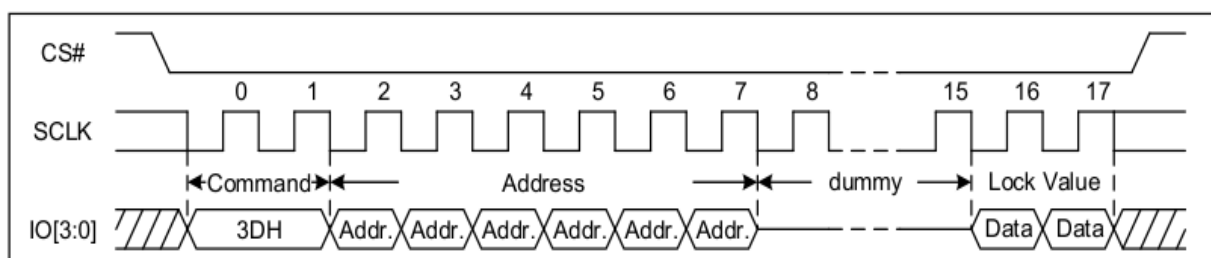 CS#
0 1 2 3 4 5 6 7 8 15 16 17
SCLK
Command Address dummy Lock Value
IO[3:0] 3DH Addr. Addr. Addr. Addr. Addr. Addr. Data Data